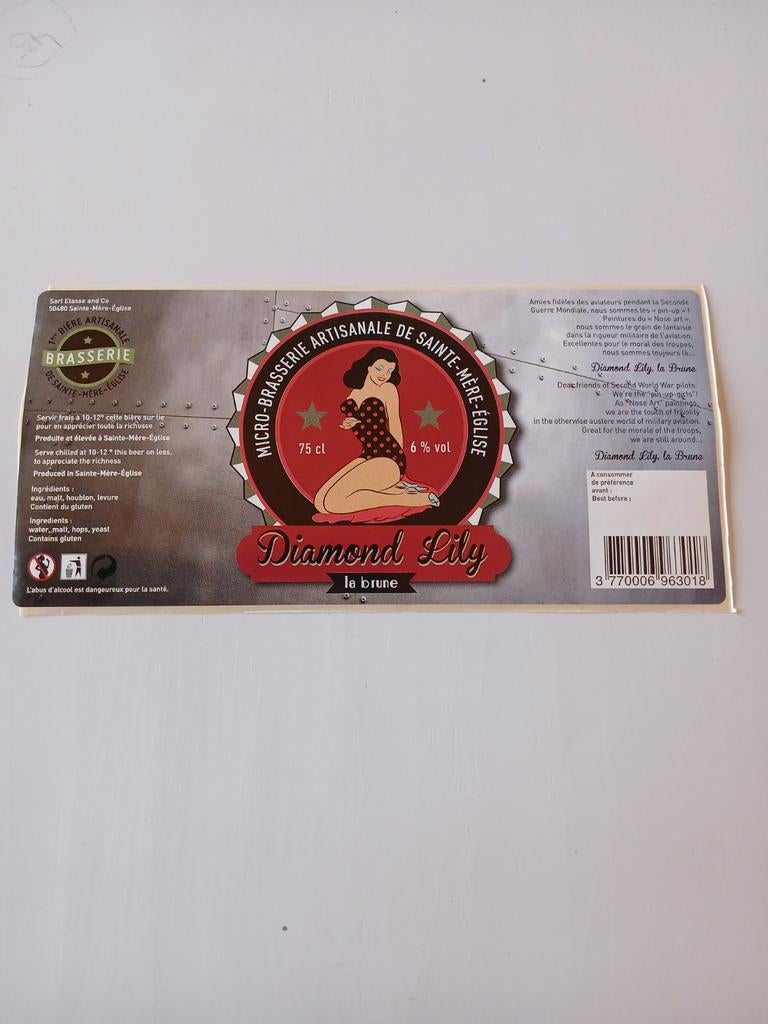 Sarl Etasse and Co
50480 Sainte-Mère-Église
1ère BIÈRE ARTISANALE
BRASSERIE
DE SAINTE-MÈRE-ÉGLISE
Servir frais à 10-12° cette bière sur lie
pour en apprécier toute la richesse
Produite et élevée à Sainte-Mère-Église
Serve chilled at 10-12 ° this beer on lees,
to appreciate the richness
Produced in Sainte-Mère-Église
Ingrédients :
eau, malt, houblon, levure
Contient du gluten
Ingredients :
water, malt, hops, yeast
Contains gluten
L'abus d'alcool est dangeureux pour la santé.
MICRO-BRASSERIE ARTISANALE DE SAINTE-MÈRE-ÉGLISE
75 cl
6 % vol
Diamond Lily
la brune
Amies fidèles des aviateurs pendant la Seconde
Guerre Mondiale, nous sommes les « pin-up » !
Peintures du « Nose art »,
nous sommes le grain de fantaisie
dans la rigueur militaire de l'aviation.
Excellentes pour le moral des troupes,
nous sommes toujours là...
Diamond Lily, la Brune
Dear friends of Second World War pilots.
We're the "pin-up-girls"!
As "Nose Art" paintings,
we are the touch of frivolity
in the otherwise austere world of military aviation.
Great for the morale of the troops,
we are still around...
Diamond Lily, la Brune
A consommer
de préférence
avant :
Best before :
3 770006 963018